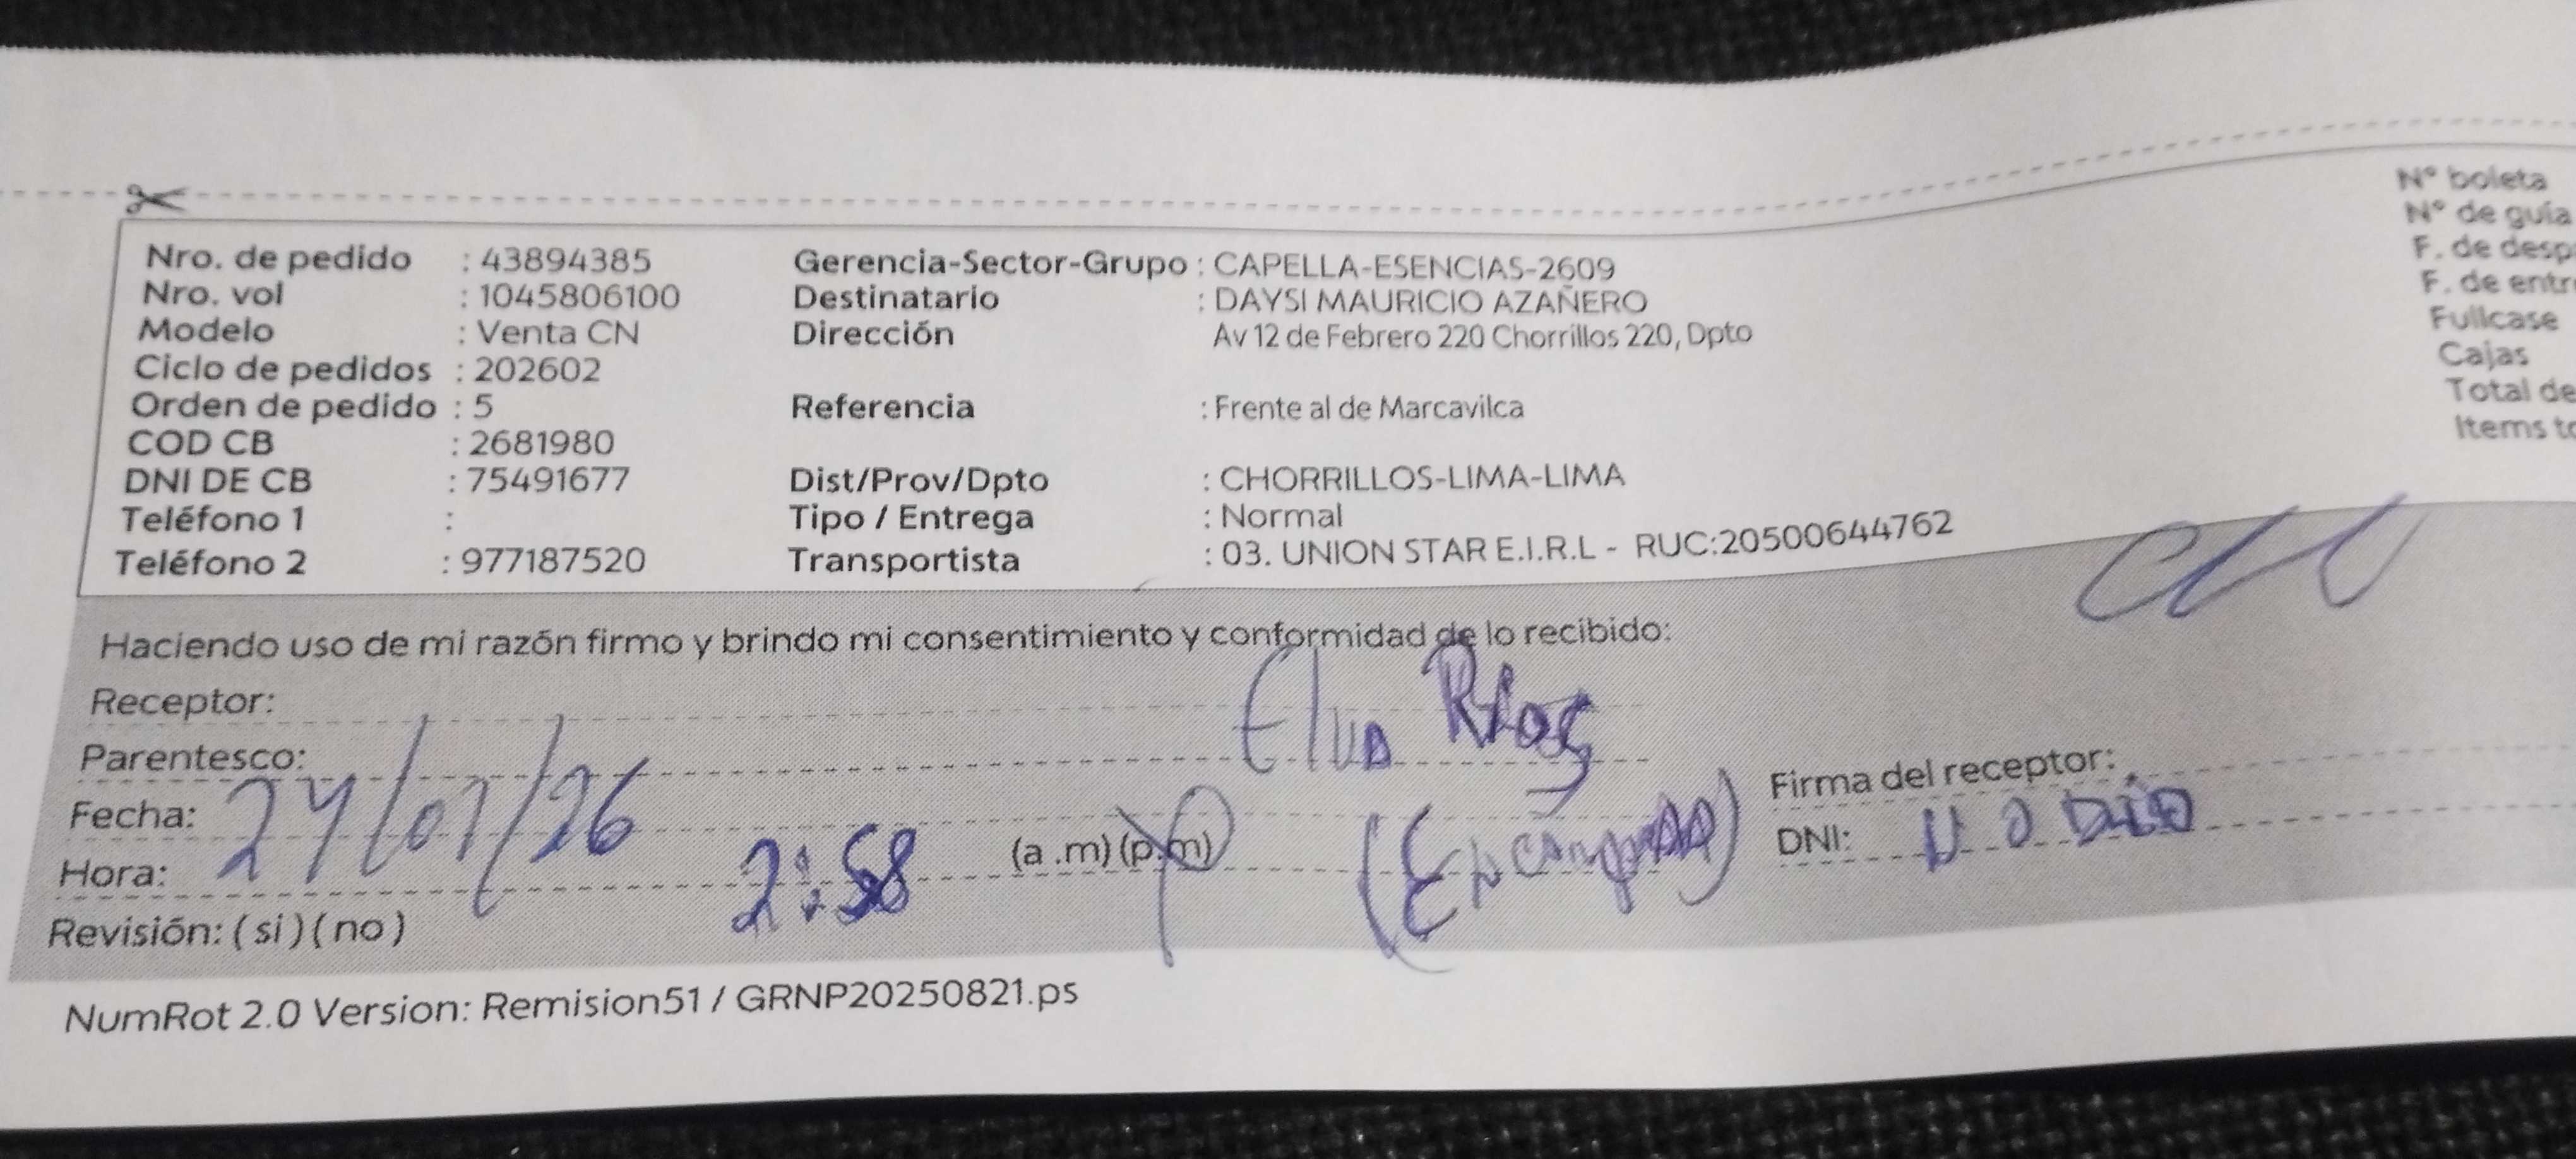 Nro. de pedido : 43894385
Nro. vol : 1045806100
Modelo : Venta CN
Ciclo de pedidos : 202602
Orden de pedido : 5
COD CB : 2681980
DNI DE CB : 75491677
Teléfono 1 :
Teléfono 2 : 977187520
Gerencia-Sector-Grupo : CAPELLA-ESENCIAS-2609
Destinatario : DAYSI MAURICIO AZAÑERO
Dirección Av 12 de Febrero 220 Chorrillos 220, Dpto
Referencia : Frente al de Marcavilca
Dist/Prov/Dpto : CHORRILLOS-LIMA-LIMA
Tipo / Entrega : Normal
Transportista : 03. UNION STAR E.I.R.L - RUC:20500644762
Nº boleta
Nº de guía
F. de desp
F. de entr
Fullcase
Cajas
Total de
Items to
Haciendo uso de mi razón firmo y brindo mi consentimiento y conformidad de lo recibido:
Receptor:
Parentesco:
Fecha: 27/01/26
Hora: 2:58 (a .m) (p.m)
Revisión: ( si ) ( no )
Firma del receptor:
DNI: NO DIO
NumRot 2.0 Version: Remision51 / GRNP20250821.ps